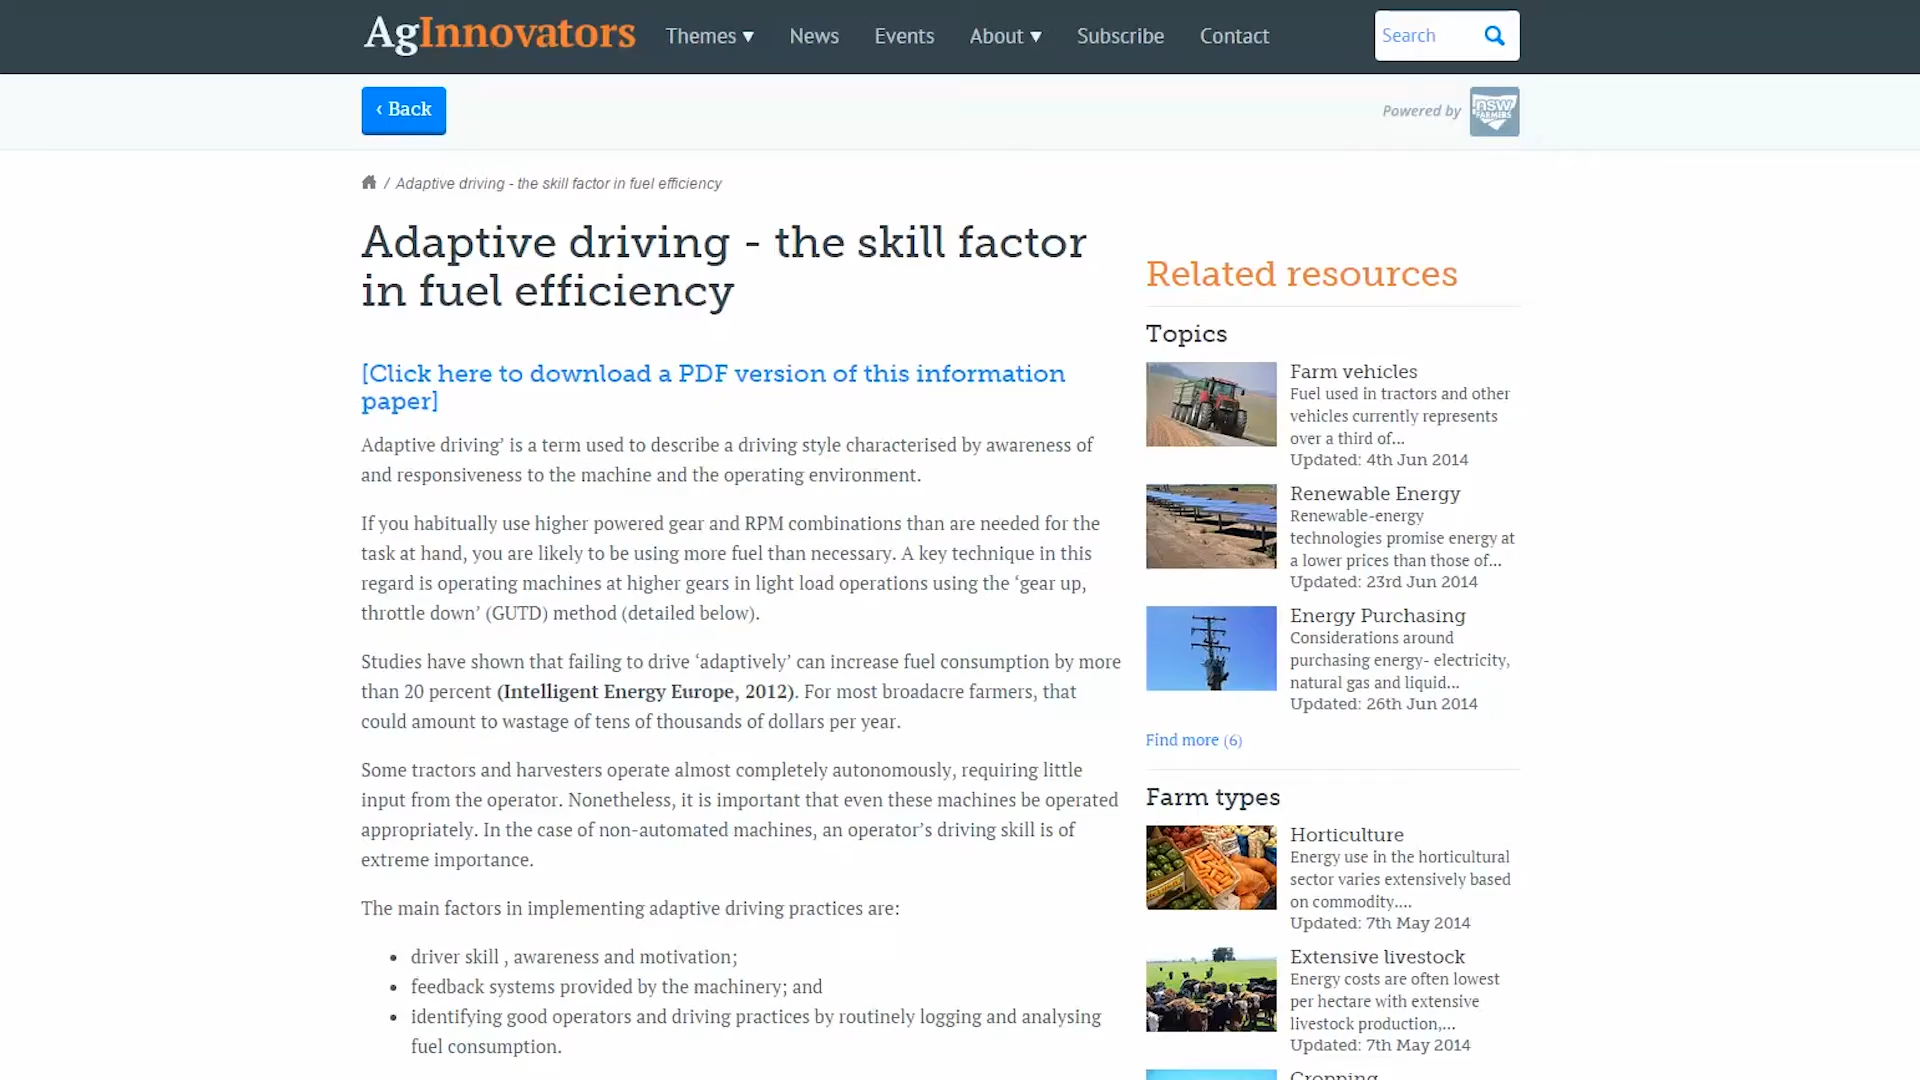 AgInnovators
Themes ▼
News
Events
About ▼
Subscribe
Contact
Search
‹ Back
Powered by
nsw
FARMERS
/ Adaptive driving - the skill factor in fuel efficiency
Adaptive driving - the skill factor
in fuel efficiency
[Click here to download a PDF version of this information
paper]
Adaptive driving’ is a term used to describe a driving style characterised by awareness of
and responsiveness to the machine and the operating environment.
If you habitually use higher powered gear and RPM combinations than are needed for the
task at hand, you are likely to be using more fuel than necessary. A key technique in this
regard is operating machines at higher gears in light load operations using the ‘gear up,
throttle down’ (GUTD) method (detailed below).
Studies have shown that failing to drive ‘adaptively’ can increase fuel consumption by more
than 20 percent (Intelligent Energy Europe, 2012). For most broadacre farmers, that
could amount to wastage of tens of thousands of dollars per year.
Some tractors and harvesters operate almost completely autonomously, requiring little
input from the operator. Nonetheless, it is important that even these machines be operated
appropriately. In the case of non-automated machines, an operator’s driving skill is of
extreme importance.
The main factors in implementing adaptive driving practices are:
• driver skill , awareness and motivation;
• feedback systems provided by the machinery; and
• identifying good operators and driving practices by routinely logging and analysing
fuel consumption.
Related resources
Topics
Farm vehicles
Fuel used in tractors and other
vehicles currently represents
over a third of...
Updated: 4th Jun 2014
Renewable Energy
Renewable-energy
technologies promise energy at
a lower prices than those of...
Updated: 23rd Jun 2014
Energy Purchasing
Considerations around
purchasing energy- electricity,
natural gas and liquid...
Updated: 26th Jun 2014
Find more (6)
Farm types
Horticulture
Energy use in the horticultural
sector varies extensively based
on commodity....
Updated: 7th May 2014
Extensive livestock
Energy costs are often lowest
per hectare with extensive
livestock production,...
Updated: 7th May 2014
Cropping